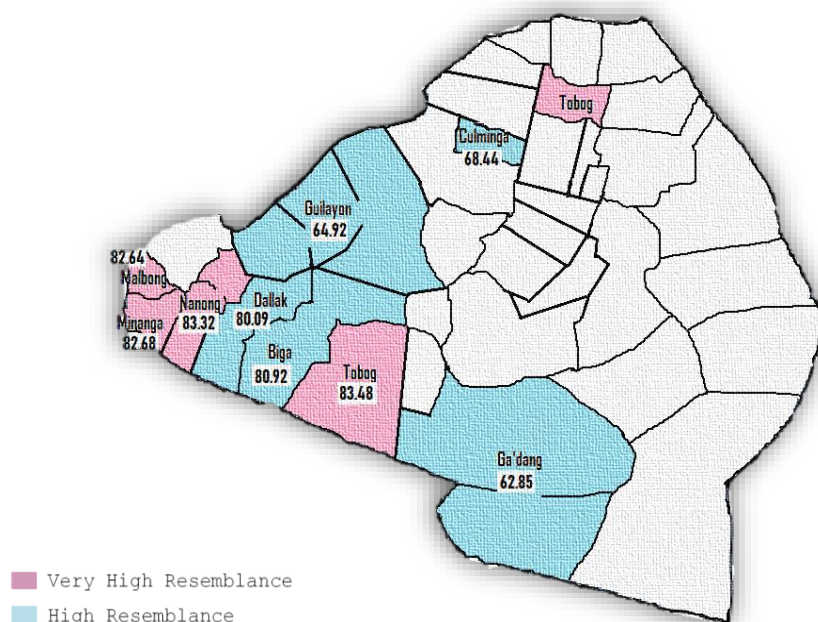 Tobog
Culminga
68.44
Guilayon
64.92
82.64
Malbong
Nanong
83.32
Dallak
80.09
Minanga
82.68
Biga
80.92
Tobog
83.48
Ga'dang
62.85
Very High Resemblance
High Resemblance